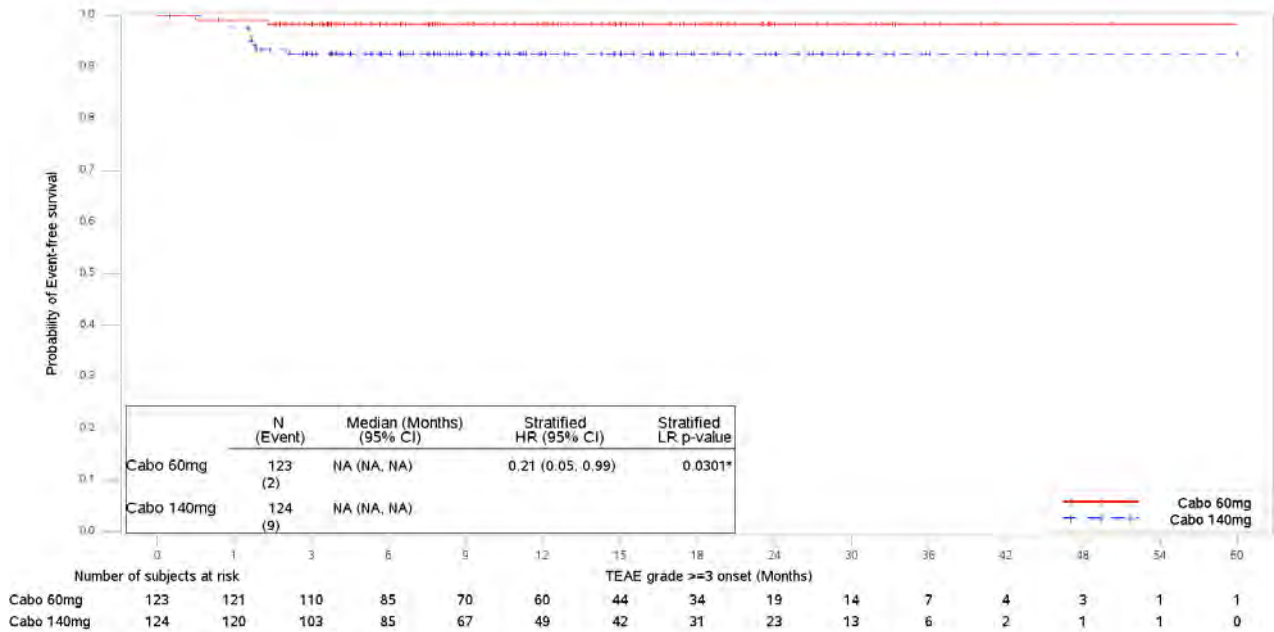 1.0
0.9
0.8
0.7
0.6
0.5
0.4
0.3
0.2
0.1
0.0
Probability of Event-free survival
N (Event) Median (Months) (95% CI) Stratified HR (95% CI) Stratified LR p-value
Cabo 60mg 123 (2) NA (NA, NA) 0.21 (0.05, 0.99) 0.0301*
Cabo 140mg 124 (9) NA (NA, NA)
Cabo 60mg
Cabo 140mg
0 1 3 6 9 12 15 18 24 30 36 42 48 54 60
Number of subjects at risk TEAE grade >=3 onset (Months)
Cabo 60mg 123 121 110 85 70 60 44 34 19 14 7 4 3 1 1
Cabo 140mg 124 120 103 85 67 49 42 31 23 13 6 2 1 1 0